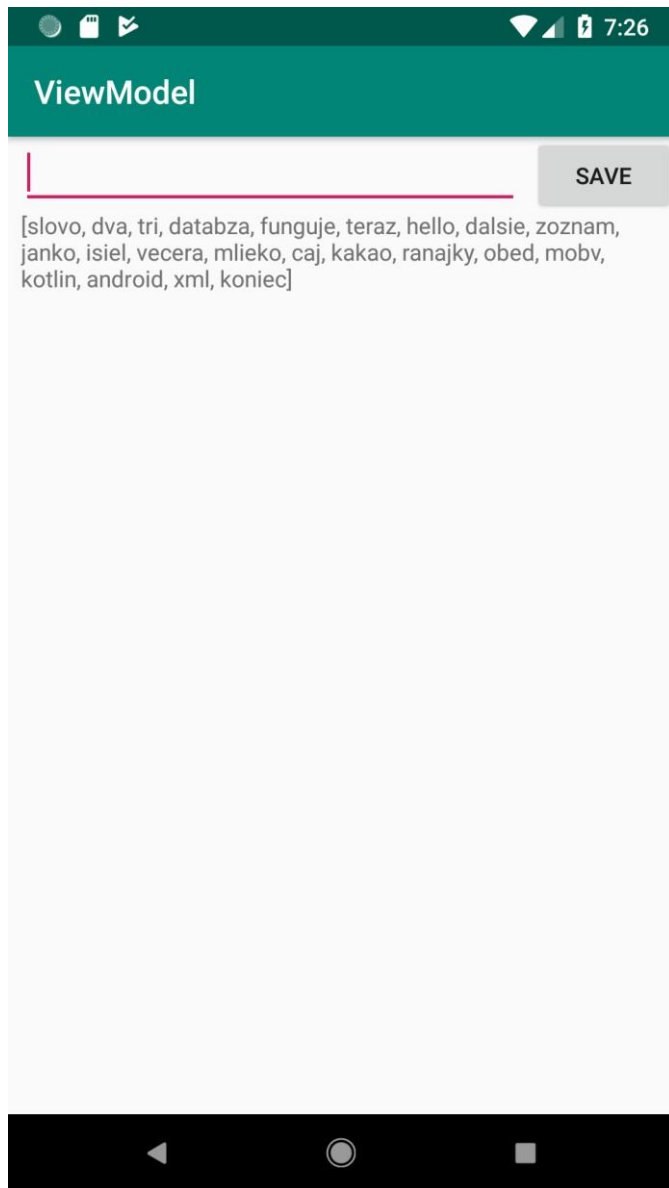 7:26
ViewModel
SAVE
[slovo, dva, tri, databza, funguje, teraz, hello, dalsie, zoznam,
janko, isiel, vecera, mlieko, caj, kakao, ranajky, obed, mobv,
kotlin, android, xml, koniec]